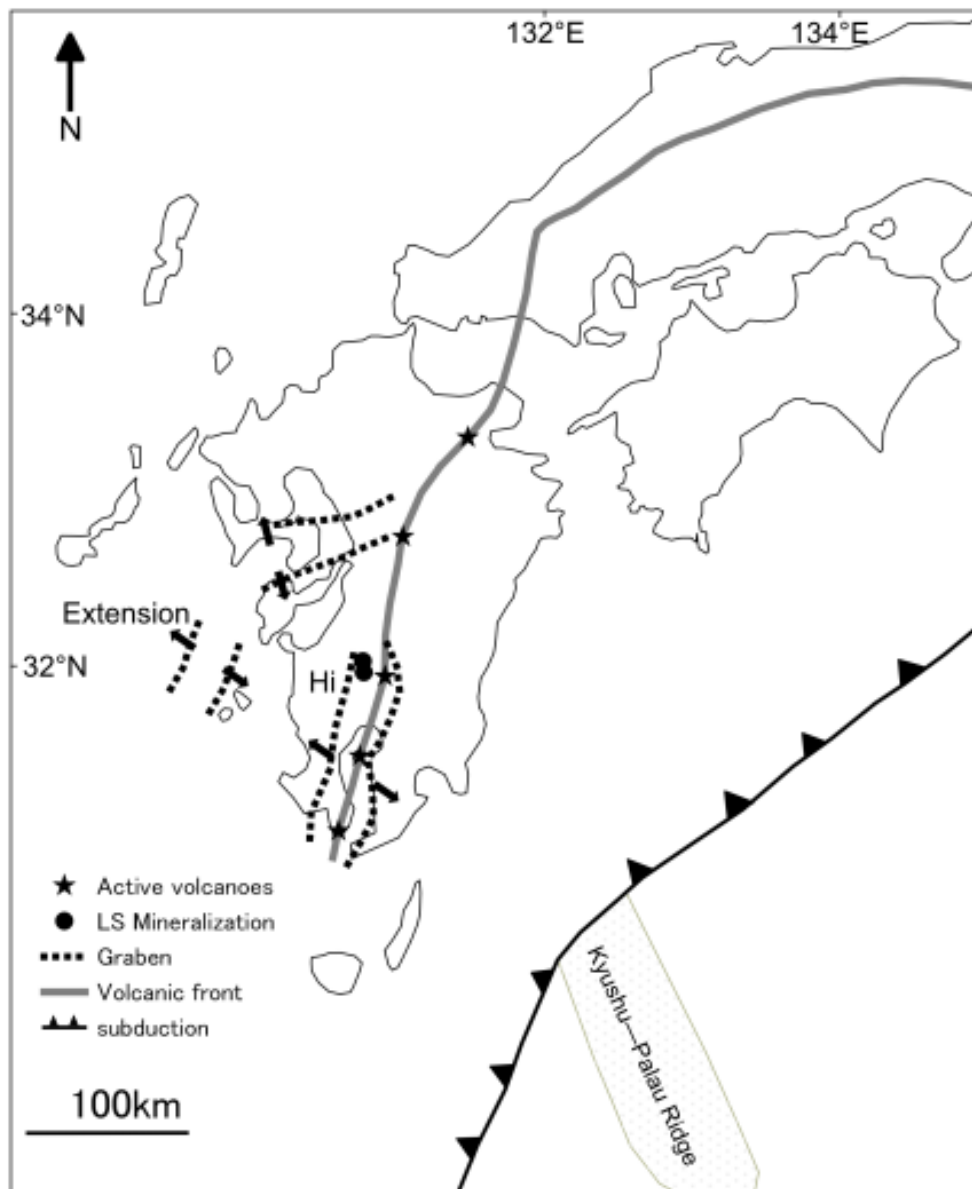 132°E
134°E
N
34°N
Extension
32°N
Hi
Active volcanoes
LS Mineralization
Graben
Volcanic front
subduction
Kyushu—Palau Ridge
100km